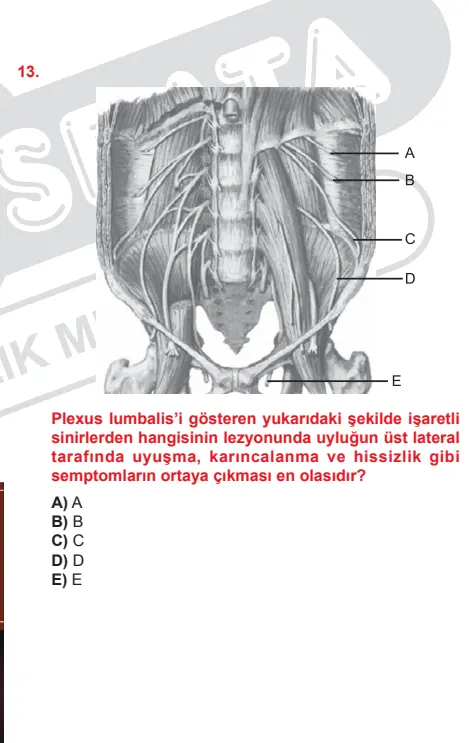 13.
A
B
C
D
E
Plexus lumbalis’i gösteren yukarıdaki şekilde işaretli
sinirlerden hangisinin lezyonunda uyluğun üst lateral
tarafında uyuşma, karıncalanma ve hissizlik gibi
semptomların ortaya çıkması en olasıdır?
A) A
B) B
C) C
D) D
E) E